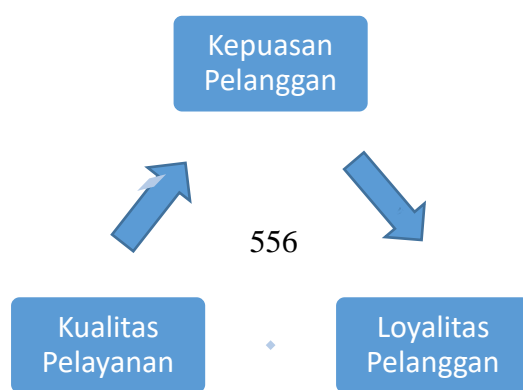 Kepuasan
Pelanggan
556
Kualitas
Pelayanan
Loyalitas
Pelanggan